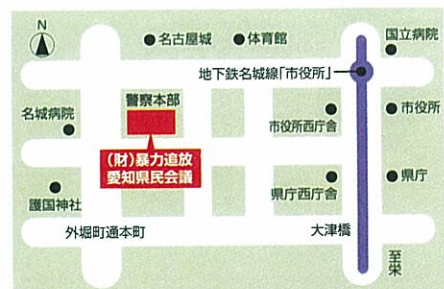 N
名古屋城
体育館
国立病院
地下鉄名城線「市役所」
警察本部
名城病院
市役所西庁舎
市役所
(財)暴力追放
愛知県民会議
県庁西庁舎
県庁
護国神社
外堀町通本町
大津橋
至栄